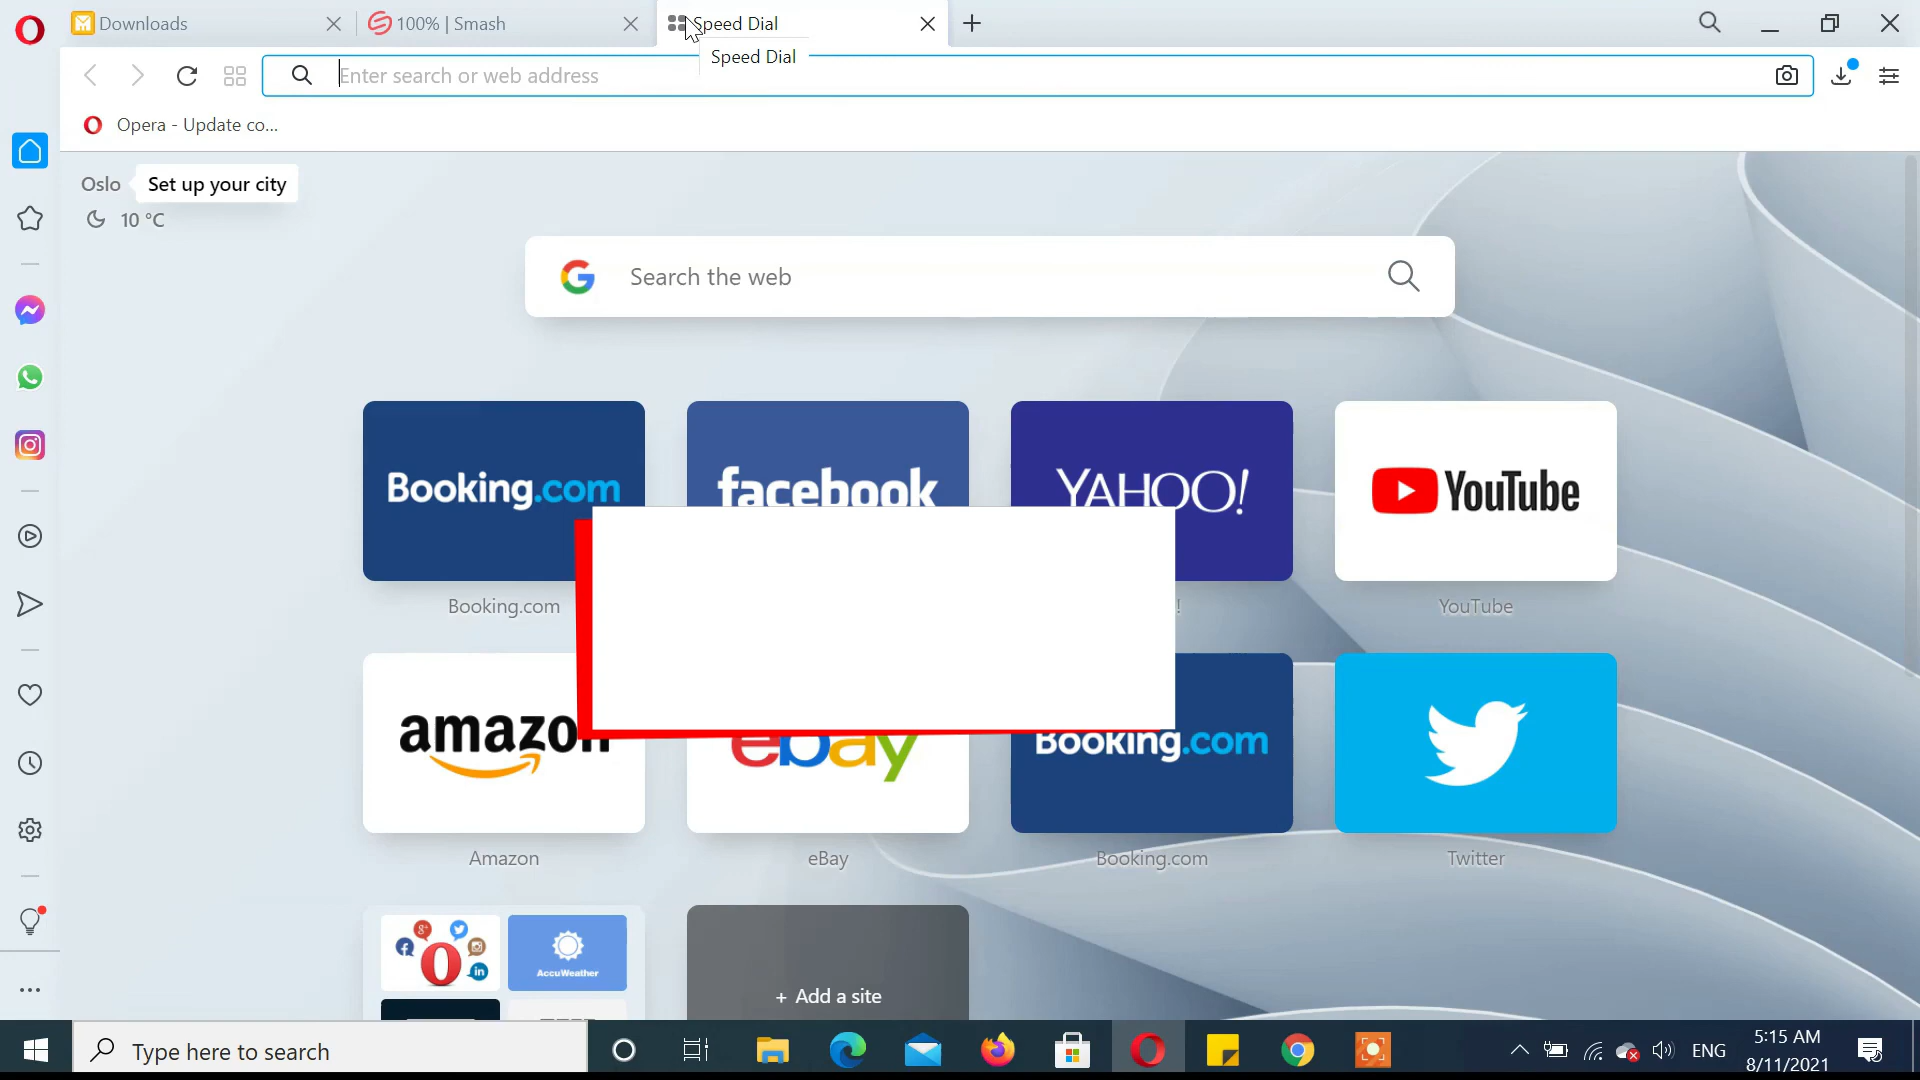 Downloads
100% | Smash
Speed Dial
Speed Dial
Enter search or web address
Opera - Update co...
Oslo
Set up your city
10 °C
Search the web
Booking.com
facebook
YAHOO!
YouTube
Booking.com
!
YouTube
amazon
ebay
Booking.com
Amazon
eBay
Booking.com
Twitter
AccuWeather
+ Add a site
Type here to search
ENG
5:15 AM
8/11/2021